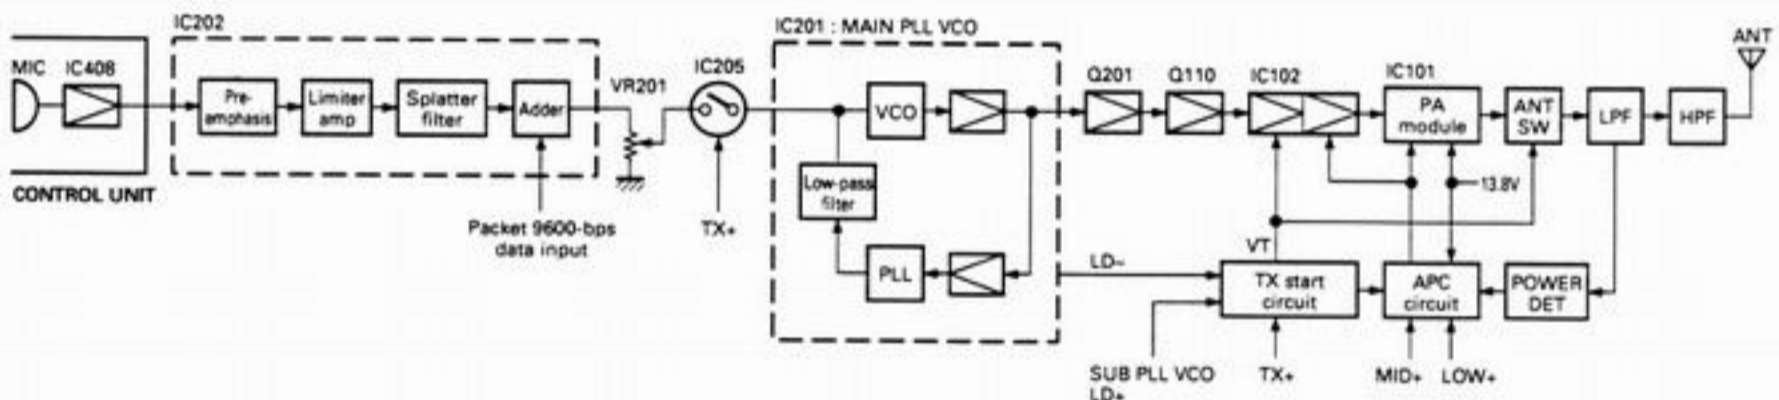 IC202
IC201 : MAIN PLL VCO
ANT
MIC IC408
IC205
VR201
Q201
Q110
IC102
IC101
Pre-
emphasis
Limiter
amp
Splatter
filter
Adder
VCO
PA
module
ANT
SW
LPF
HPF
CONTROL UNIT
Low-pass
filter
13.8V
Packet 9600-bps
data input
TX+
PLL
LD-
VT
TX start
circuit
APC
circuit
POWER
DET
SUB PLL VCO
LD+
TX+
MID+
LOW+